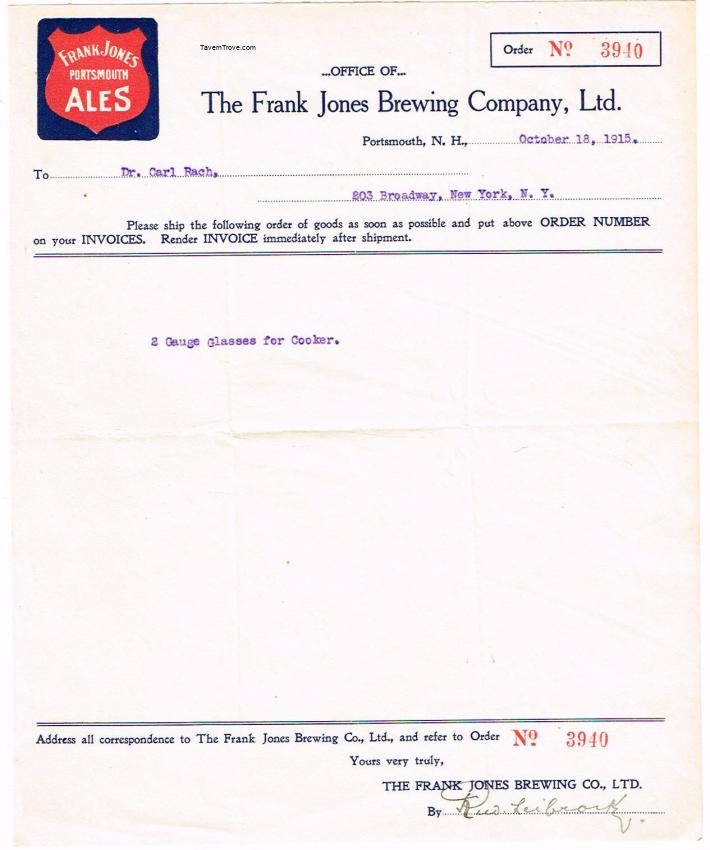 FRANK JONES
PORTSMOUTH
ALES
TavernTrove.com
Order No 3940
...OFFICE OF...
The Frank Jones Brewing Company, Ltd.
Portsmouth, N. H., October 18, 1915.
To Dr. Carl Rach,
203 Broadway, New York, N. Y.
Please ship the following order of goods as soon as possible and put above ORDER NUMBER
on your INVOICES. Render INVOICE immediately after shipment.
2 Gauge Glasses for Cooker.
Address all correspondence to The Frank Jones Brewing Co., Ltd., and refer to Order No 3940
Yours very truly,
THE FRANK JONES BREWING CO., LTD.
By Rud. Leibrock